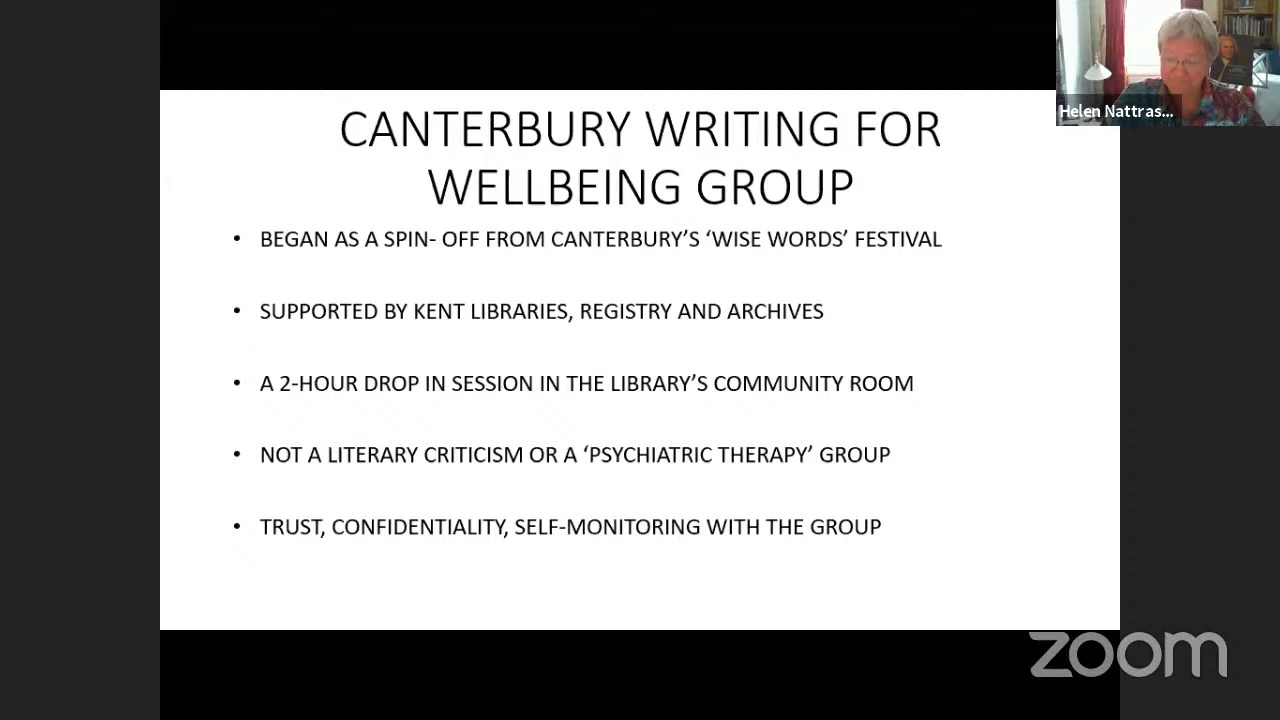 CANTERBURY WRITING FOR
WELLBEING GROUP
• BEGAN AS A SPIN- OFF FROM CANTERBURY’S ‘WISE WORDS’ FESTIVAL
• SUPPORTED BY KENT LIBRARIES, REGISTRY AND ARCHIVES
• A 2-HOUR DROP IN SESSION IN THE LIBRARY’S COMMUNITY ROOM
• NOT A LITERARY CRITICISM OR A ‘PSYCHIATRIC THERAPY’ GROUP
• TRUST, CONFIDENTIALITY, SELF-MONITORING WITH THE GROUP
Helen Nattras...
zoom